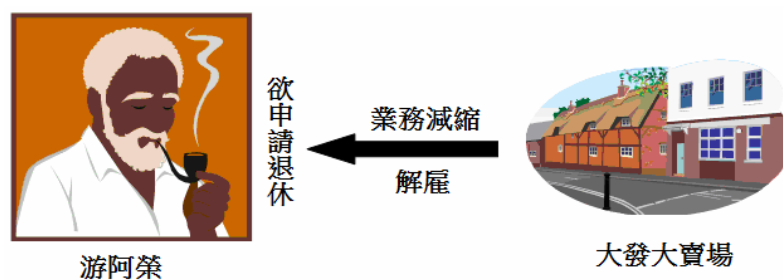 欲申請退休
業務減縮
解雇
游阿榮
大發大賣場